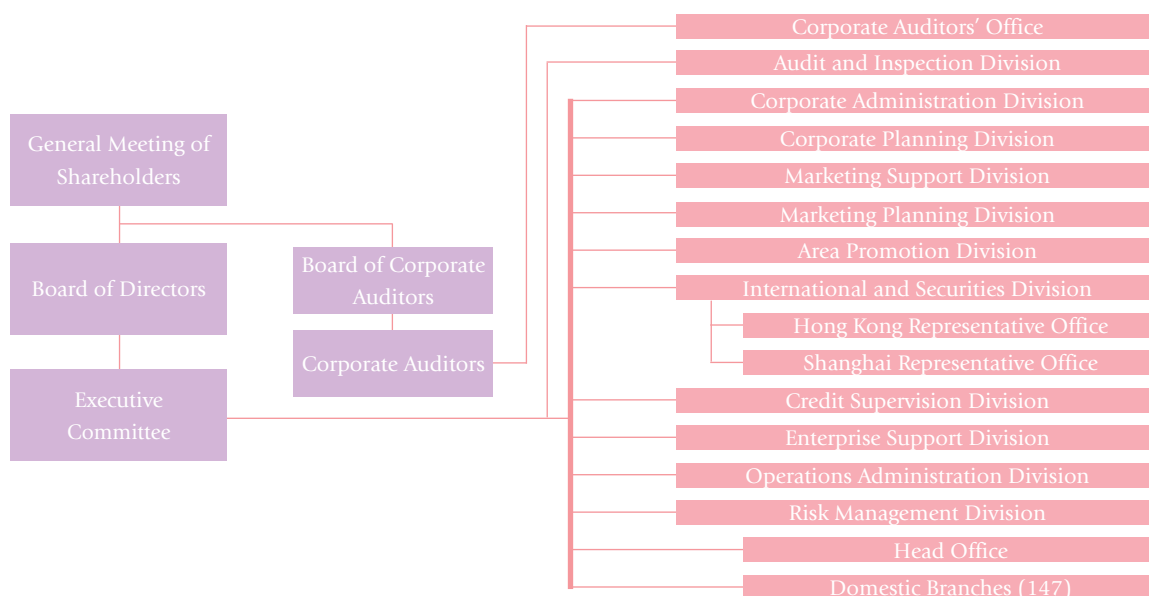 General Meeting of
Shareholders
Board of Directors
Executive
Committee
Board of Corporate
Auditors
Corporate Auditors
Corporate Auditors’ Office
Audit and Inspection Division
Corporate Administration Division
Corporate Planning Division
Marketing Support Division
Marketing Planning Division
Area Promotion Division
International and Securities Division
Hong Kong Representative Office
Shanghai Representative Office
Credit Supervision Division
Enterprise Support Division
Operations Administration Division
Risk Management Division
Head Office
Domestic Branches (147)